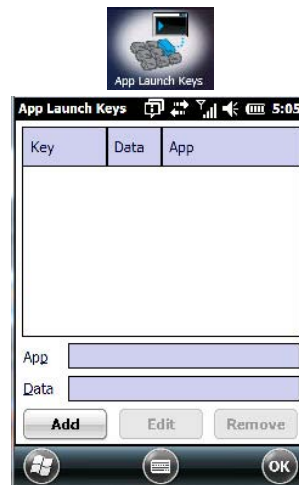 App Launch Keys
App Launch Keys 5:05
Key Data App
App
Data
Add Edit Remove
OK